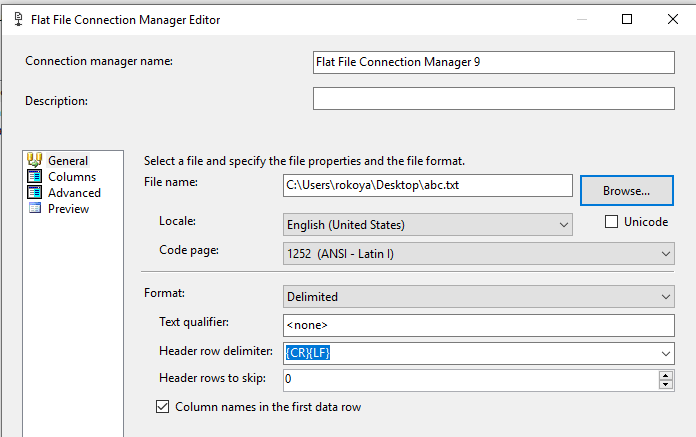 Flat File Connection Manager Editor
Connection manager name: Flat File Connection Manager 9
Description:
General
Columns
Advanced
Preview
Select a file and specify the file properties and the file format.
File name: C:\Users\rokoya\Desktop\abc.txt Browse...
Locale: English (United States) Unicode
Code page: 1252 (ANSI - Latin I)
Format: Delimited
Text qualifier: <none>
Header row delimiter: {CR}{LF}
Header rows to skip: 0
Column names in the first data row